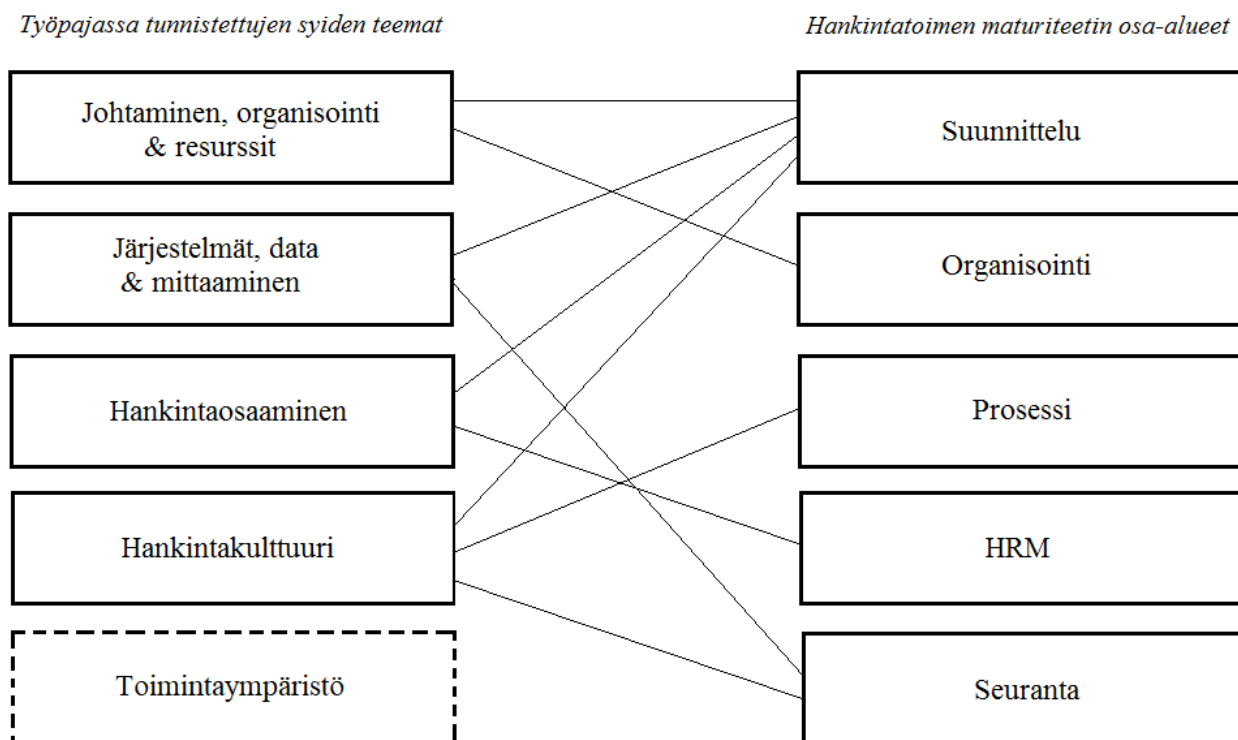 Työpajassa tunnistettujen syiden teemat
Hankintatoimen maturiteetin osa-alueet
Johtaminen, organisointi
& resurssit
Suunnittelu
Järjestelmät, data
& mittaaminen
Organisointi
Hankintaosaaminen
Prosessi
Hankintakulttuuri
HRM
Toimintaympäristö
Seuranta